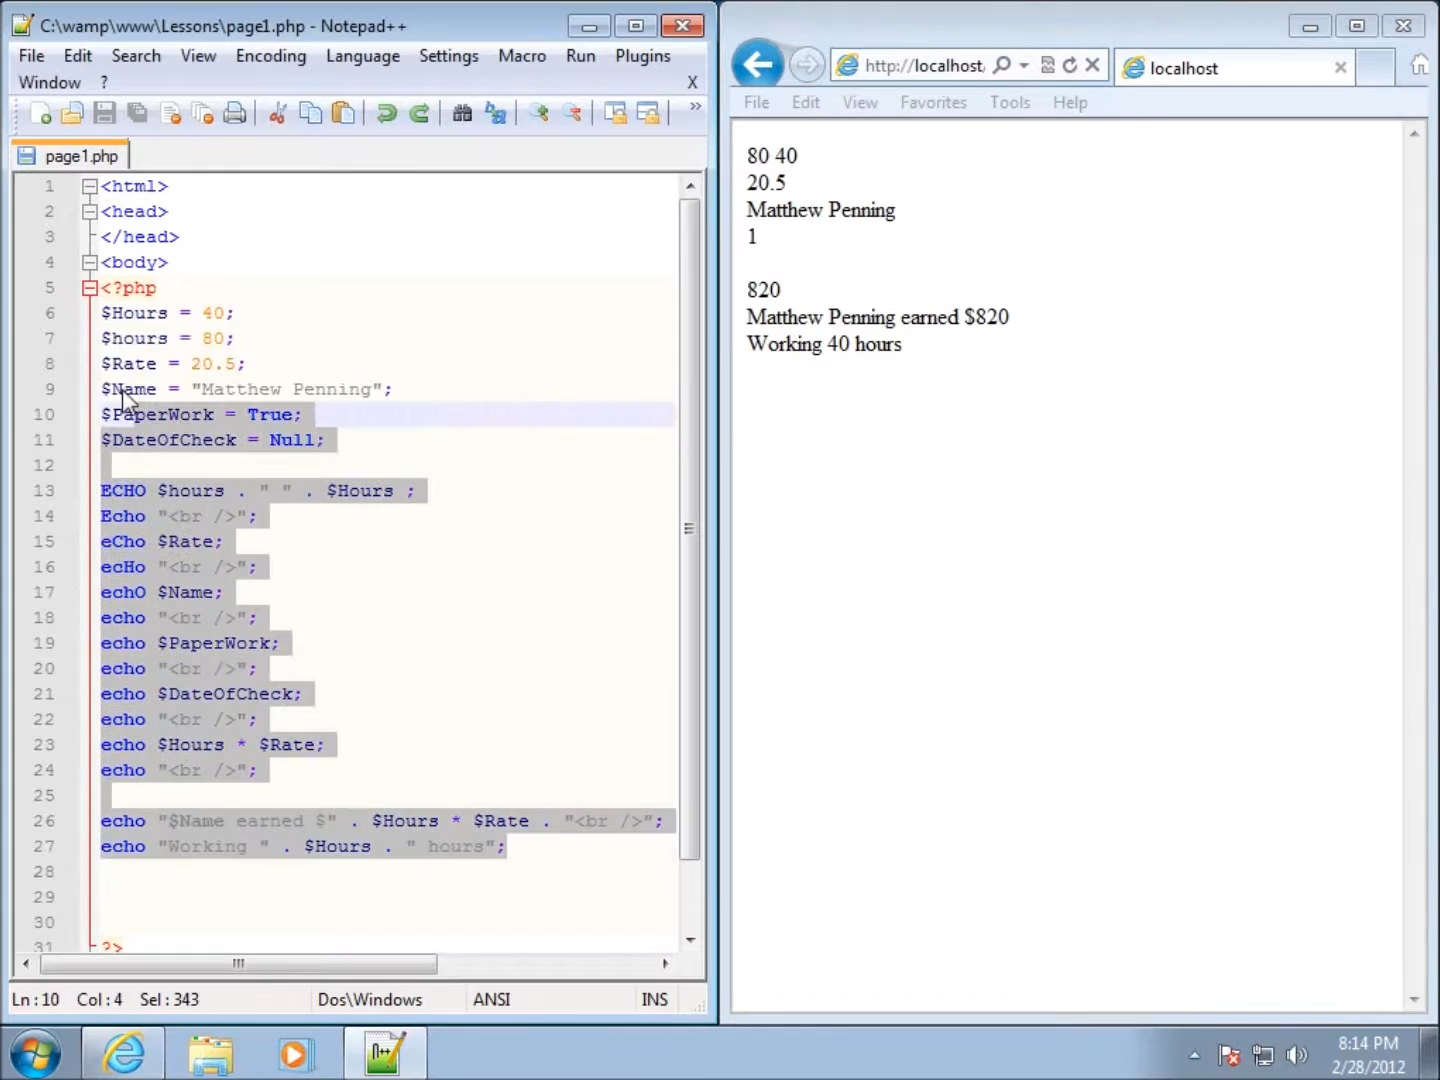 C:\wamp\www\Lessons\page1.php - Notepad++
File Edit Search View Encoding Language Settings Macro Run Plugins
Window ? X
page1.php
1 <html>
2 <head>
3 </head>
4 <body>
5 <?php
6 $Hours = 40;
7 $hours = 80;
8 $Rate = 20.5;
9 $Name = "Matthew Penning";
10 $PaperWork = True;
11 $DateOfCheck = Null;
12
13 ECHO $hours . " " . $Hours ;
14 Echo "<br />";
15 eCho $Rate;
16 ecHo "<br />";
17 echO $Name;
18 echo "<br />";
19 echo $PaperWork;
20 echo "<br />";
21 echo $DateOfCheck;
22 echo "<br />";
23 echo $Hours * $Rate;
24 echo "<br />";
25
26 echo "$Name earned $" . $Hours * $Rate . "<br />";
27 echo "Working " . $Hours . " hours";
28
29
30
31 ?>
Ln : 10 Col : 4 Sel : 343 Dos\Windows ANSI INS
http://localhost localhost
File Edit View Favorites Tools Help
80 40
20.5
Matthew Penning
1
820
Matthew Penning earned $820
Working 40 hours
8:14 PM
2/28/2012